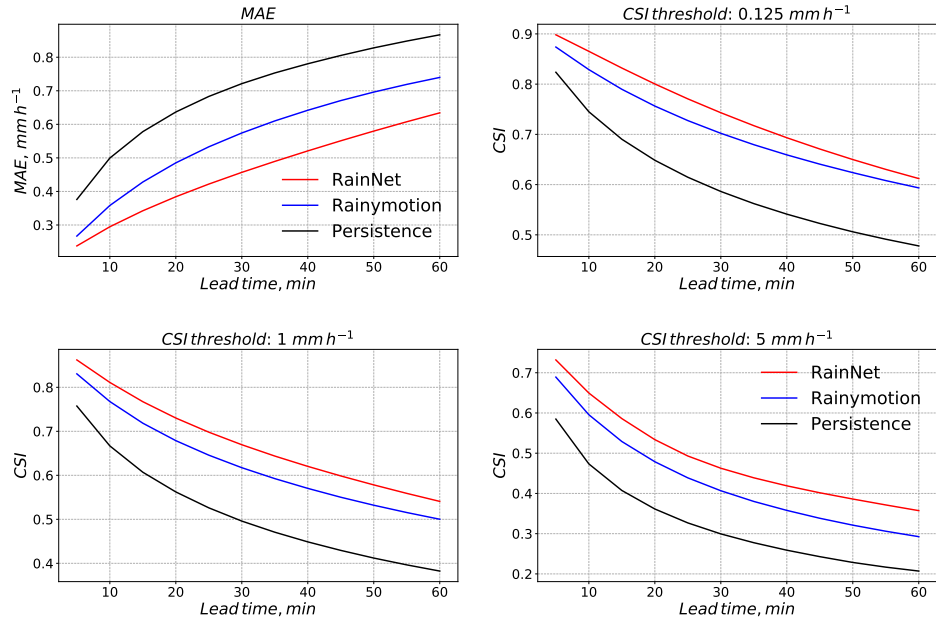 MAE
MAE, mm h⁻¹
0.8
0.7
0.6
0.5
0.4
0.3
RainNet
Rainymotion
Persistence
10 20 30 40 50 60
Lead time, min
CSI threshold: 0.125 mm h⁻¹
CSI
0.9
0.8
0.7
0.6
0.5
10 20 30 40 50 60
Lead time, min
CSI threshold: 1 mm h⁻¹
CSI
0.8
0.7
0.6
0.5
0.4
10 20 30 40 50 60
Lead time, min
CSI threshold: 5 mm h⁻¹
CSI
0.7
0.6
0.5
0.4
0.3
0.2
RainNet
Rainymotion
Persistence
10 20 30 40 50 60
Lead time, min